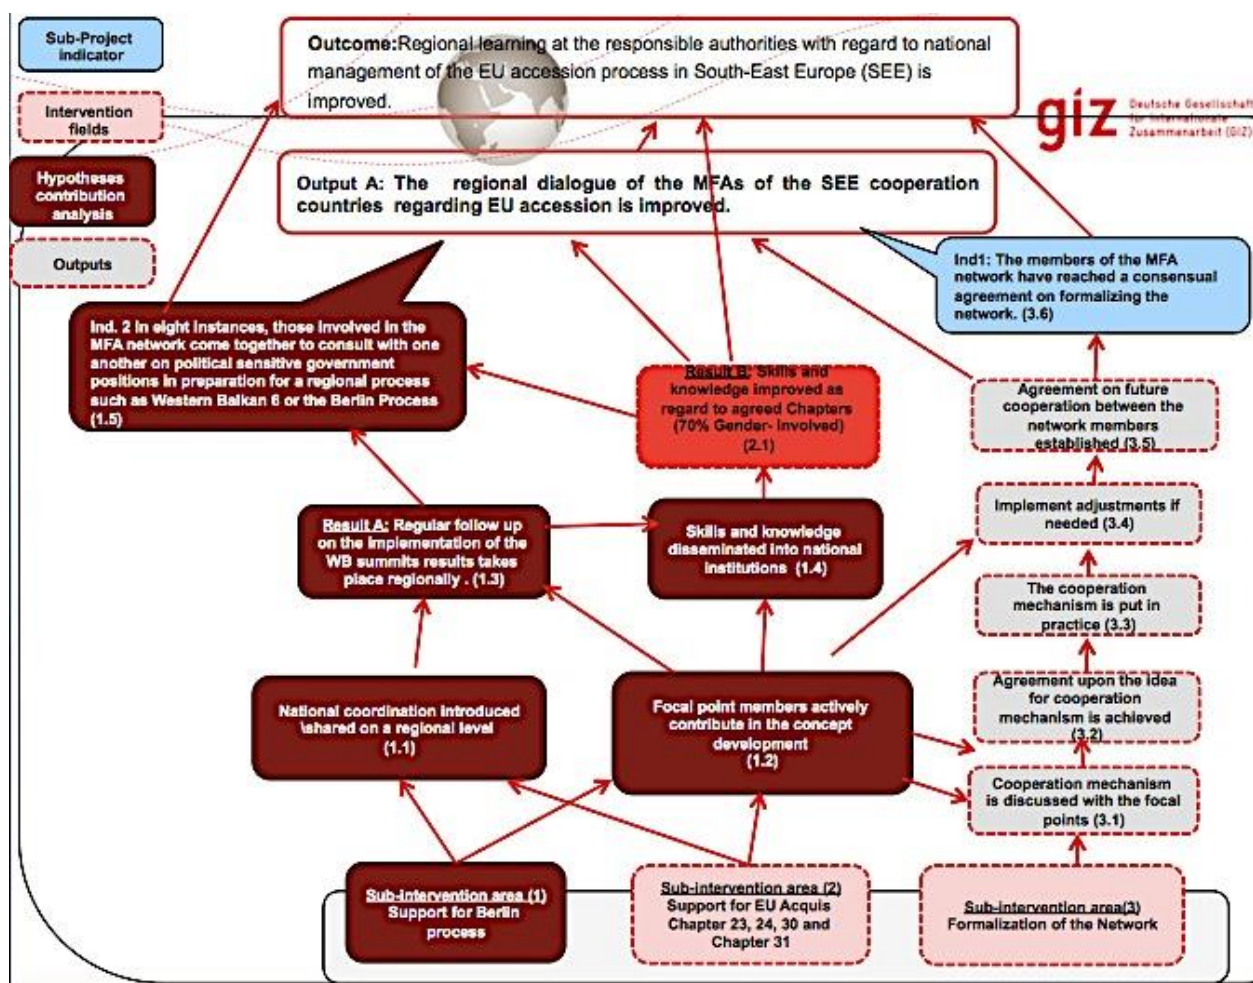 Sub-Project
indicator
Intervention
fields
Hypotheses
contribution
analysis
Outputs
Outcome:Regional learning at the responsible authorities with regard to national
management of the EU accession process in South-East Europe (SEE) is
improved.
giz
Deutsche Gesellschaft
für Internationale
Zusammenarbeit (GIZ)
Output A: The regional dialogue of the MFAs of the SEE cooperation
countries regarding EU accession is improved.
Ind1: The members of the MFA
network have reached a consensual
agreement on formalizing the
network. (3.6)
Ind. 2 In eight instances, those involved in the
MFA network come together to consult with one
another on political sensitive government
positions in preparation for a regional process
such as Western Balkan 6 or the Berlin Process
(1.5)
Result B: Skills and
knowledge improved as
regard to agreed Chapters
(70% Gender- Involved)
(2.1)
Agreement on future
cooperation between the
network members
established (3.5)
Result A: Regular follow up
on the implementation of the
WB summits results takes
place regionally . (1.3)
Skills and knowledge
disseminated into national
institutions (1.4)
Implement adjustments if
needed (3.4)
The cooperation
mechanism is put in
practice (3.3)
National coordination introduced
\shared on a regional level
(1.1)
Focal point members actively
contribute in the concept
development
(1.2)
Agreement upon the idea
for cooperation
mechanism is achieved
(3.2)
Cooperation mechanism
is discussed with the focal
points (3.1)
Sub-intervention area (1)
Support for Berlin
process
Sub-intervention area (2)
Support for EU Acquis
Chapter 23, 24, 30 and
Chapter 31
Sub-intervention area(3)
Formalization of the Network